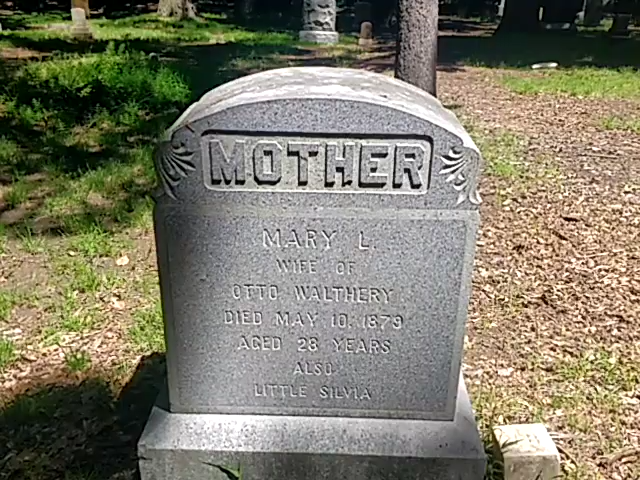 MOTHER
MARY L.
WIFE OF
OTTO WALTHERY
DIED MAY 10, 1879
AGED 28 YEARS
ALSO
LITTLE SILVIA